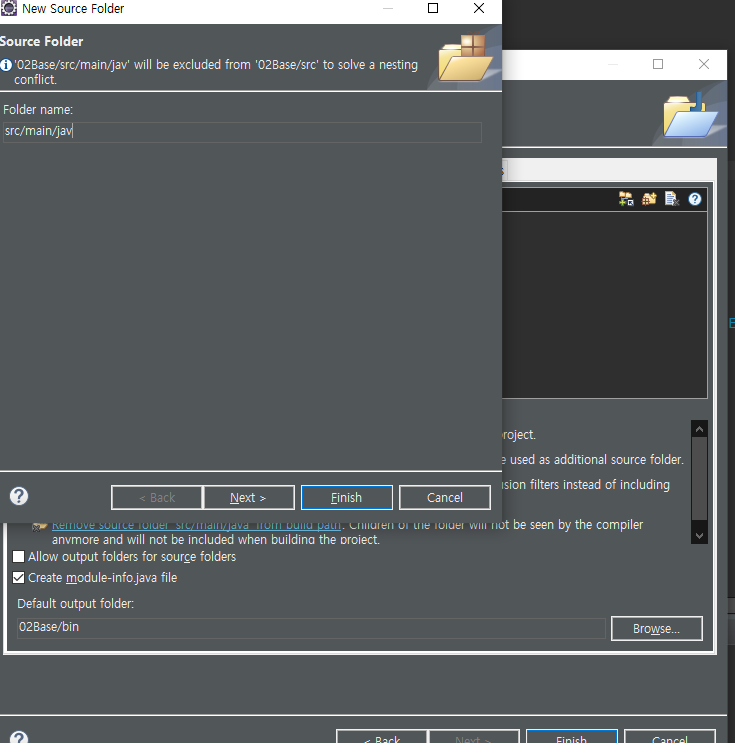 New Source Folder
Source Folder
'02Base/src/main/jav' will be excluded from '02Base/src' to solve a nesting
conflict.
Folder name:
src/main/jav
< Back
Next >
Finish
Cancel
project.
used as additional source folder.
filters instead of including
Remove source folder 'src/main/java' from build path. Children of the folder will not be seen by the compiler
anymore and will not be included when building the project.
Allow output folders for source folders
Create module-info.java file
Default output folder:
02Base/bin
Browse...
< Back
Next >
Finish
Cancel